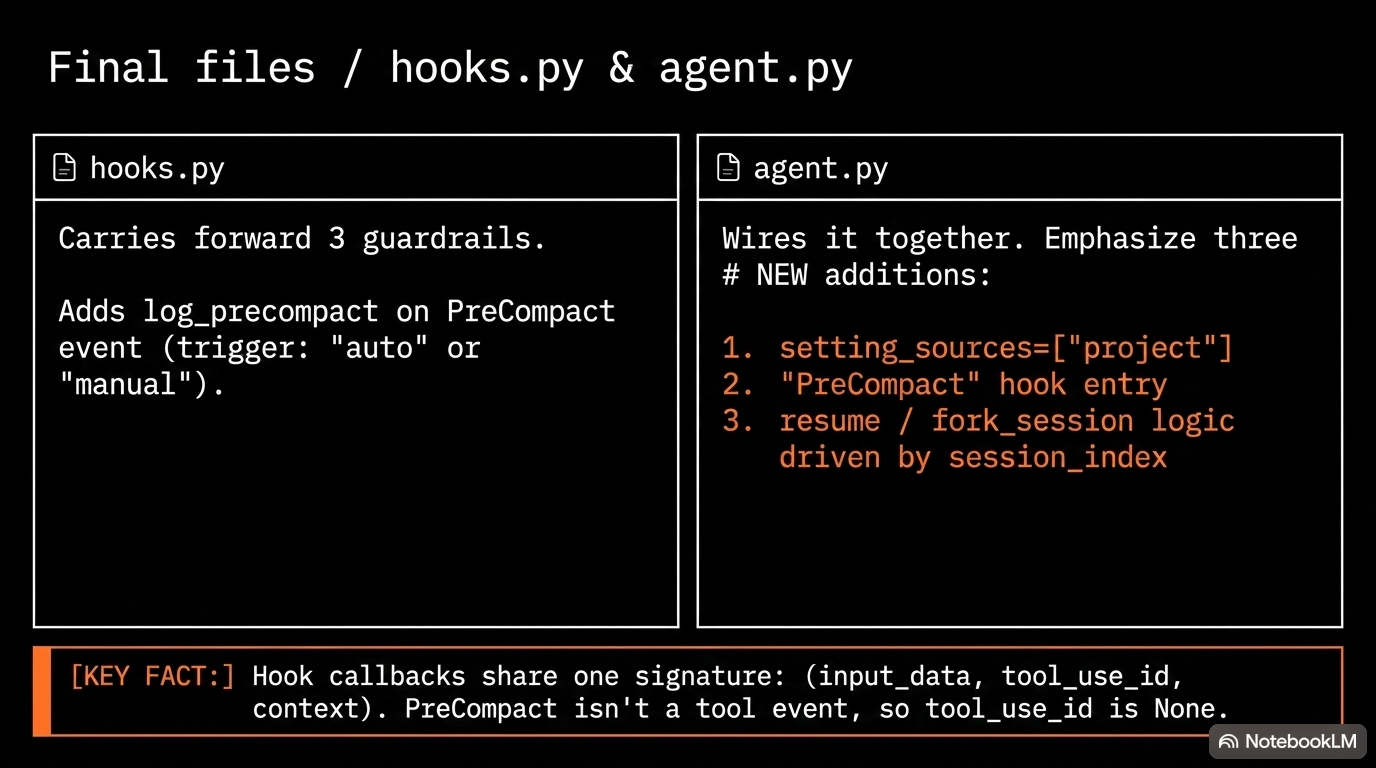 Final files / hooks.py & agent.py
hooks.py
Carries forward 3 guardrails.
Adds log_precompact on PreCompact
event (trigger: "auto" or
"manual").
agent.py
Wires it together. Emphasize three
# NEW additions:
1. setting_sources=["project"]
2. "PreCompact" hook entry
3. resume / fork_session logic
driven by session_index
[KEY FACT:] Hook callbacks share one signature: (input_data, tool_use_id,
context). PreCompact isn't a tool event, so tool_use_id is None.
NotebookLM